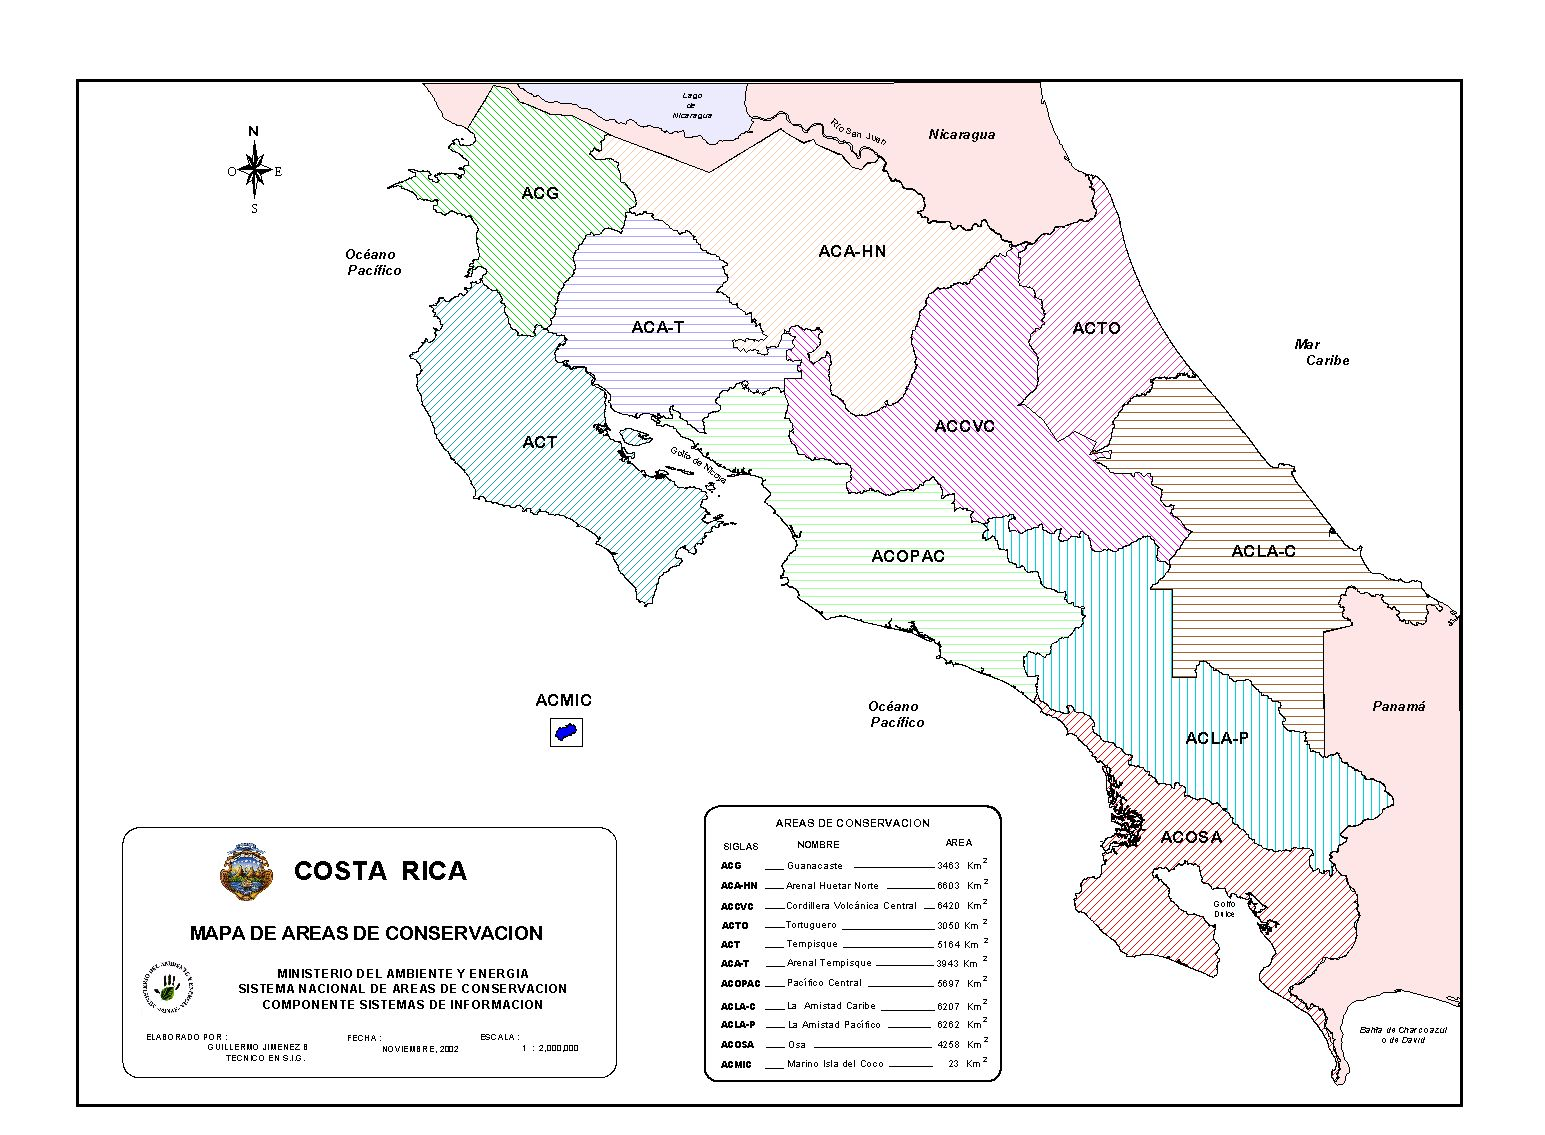 Lago
de
Nicaragua
Río San Juan
Nicaragua
N
O E
S
ACG
Océano
Pacífico
ACA-HN
ACA-T
ACTO
Mar
Caribe
ACT
Golfo de Nicoya
ACCVC
ACOPAC
ACLA-C
ACMIC
Océano
Pacífico
Panamá
ACLA-P
ACOSA
Golfo
Dulce
Bahía de Charcoazul
o de David
COSTA RICA
MAPA DE AREAS DE CONSERVACION
MINISTERIO DEL AMBIENTE Y ENERGIA
SISTEMA NACIONAL DE AREAS DE CONSERVACION
COMPONENTE SISTEMAS DE INFORMACION
ELABORADO POR :
GUILLERMO JIMENEZ B
TECNICO EN S.I.G.
FECHA :
NOVIEMBRE, 2002
ESCALA :
1 : 2,000,000
AREAS DE CONSERVACION
SIGLAS NOMBRE AREA
ACG Guanacaste 3463 Km2
ACA-HN Arenal Huetar Norte 6603 Km2
ACCVC Cordillera Volcánica Central 6420 Km2
ACTO Tortuguero 3050 Km2
ACT Tempisque 5164 Km2
ACA-T Arenal Tempisque 3943 Km2
ACOPAC Pacífico Central 5697 Km2
ACLA-C La Amistad Caribe 6207 Km2
ACLA-P La Amistad Pacífico 6262 Km2
ACOSA Osa 4258 Km2
ACMIC Marino Isla del Coco 23 Km2